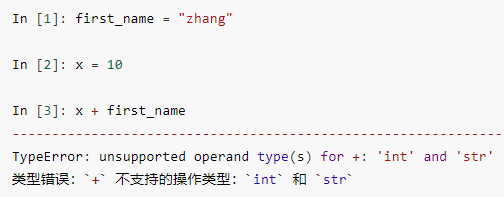 In [1]: first_name = "zhang"
In [2]: x = 10
In [3]: x + first_name
---------------------------------------------------------------
TypeError: unsupported operand type(s) for +: 'int' and 'str'
类型错误：`+` 不支持的操作类型：`int` 和 `str`